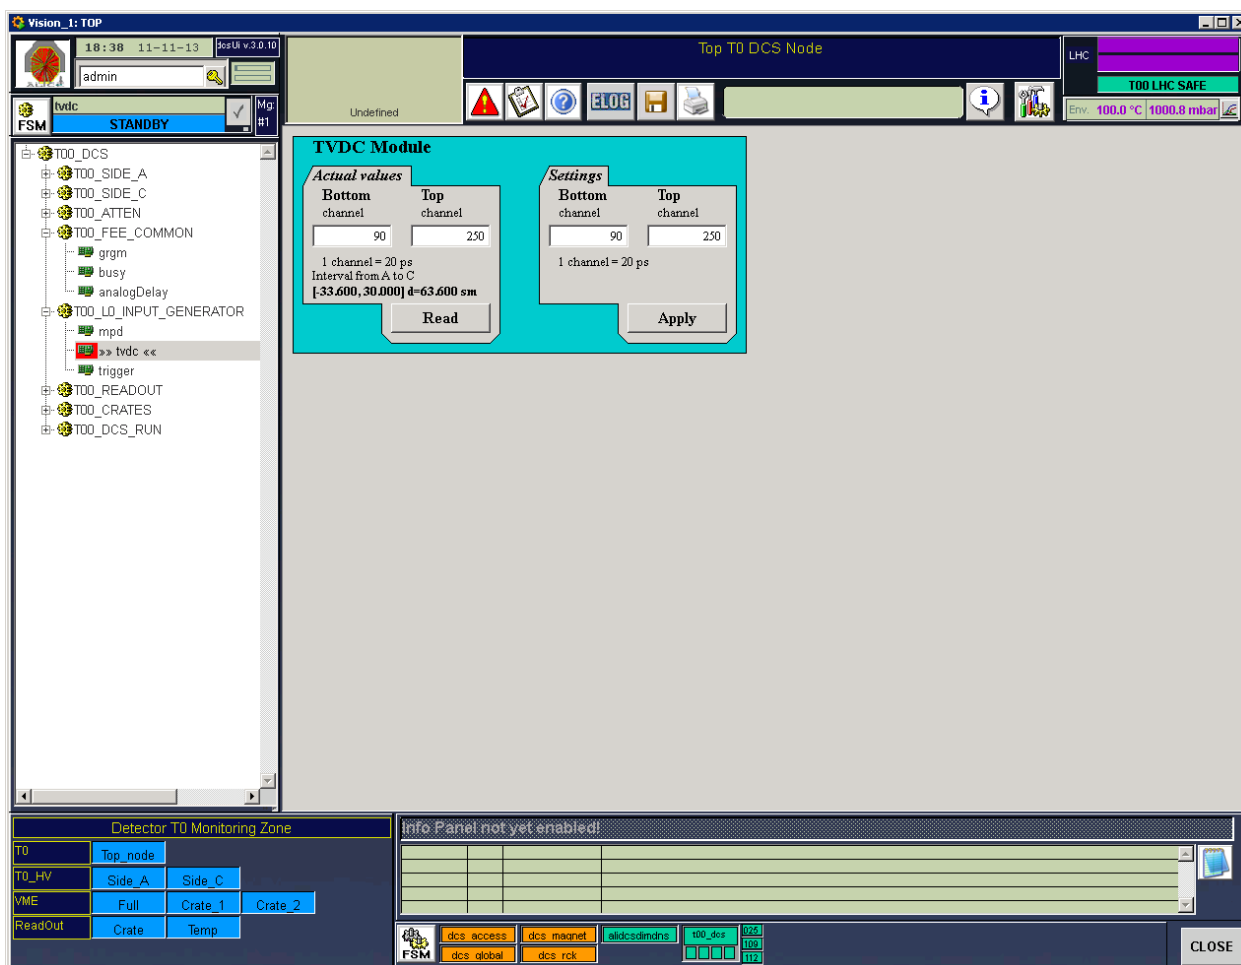 Vision_1: TOP
18:38 11-11-13 dcsUi v.3.0.10
admin
tvdc
STANDBY
FSM
Mg:
#1
Undefined
Top T0 DCS Node
ELOG
LHC
T00 LHC SAFE
Env. 100.0 °C 1000.8 mbar
T00_DCS
T00_SIDE_A
T00_SIDE_C
T00_ATTEN
T00_FEE_COMMON
grgm
busy
analogDelay
T00_L0_INPUT_GENERATOR
mpd
»» tvdc ««
trigger
T00_READOUT
T00_CRATES
T00_DCS_RUN
TVDC Module
Actual values
Bottom Top
channel channel
90 250
1 channel = 20 ps
Interval from A to C
[-33.600, 30.000] d=63.600 sm
Read
Settings
Bottom Top
channel channel
90 250
1 channel = 20 ps
Apply
Detector T0 Monitoring Zone
T0 Top_node
T0_HV Side_A Side_C
VME Full Crate_1 Crate_2
ReadOut Crate Temp
Info Panel not yet enabled!
FSM
dcs_access dcs_magnet alidcsdimdns t00_dcs
dcs_global dcs_rck
025
109
112
CLOSE